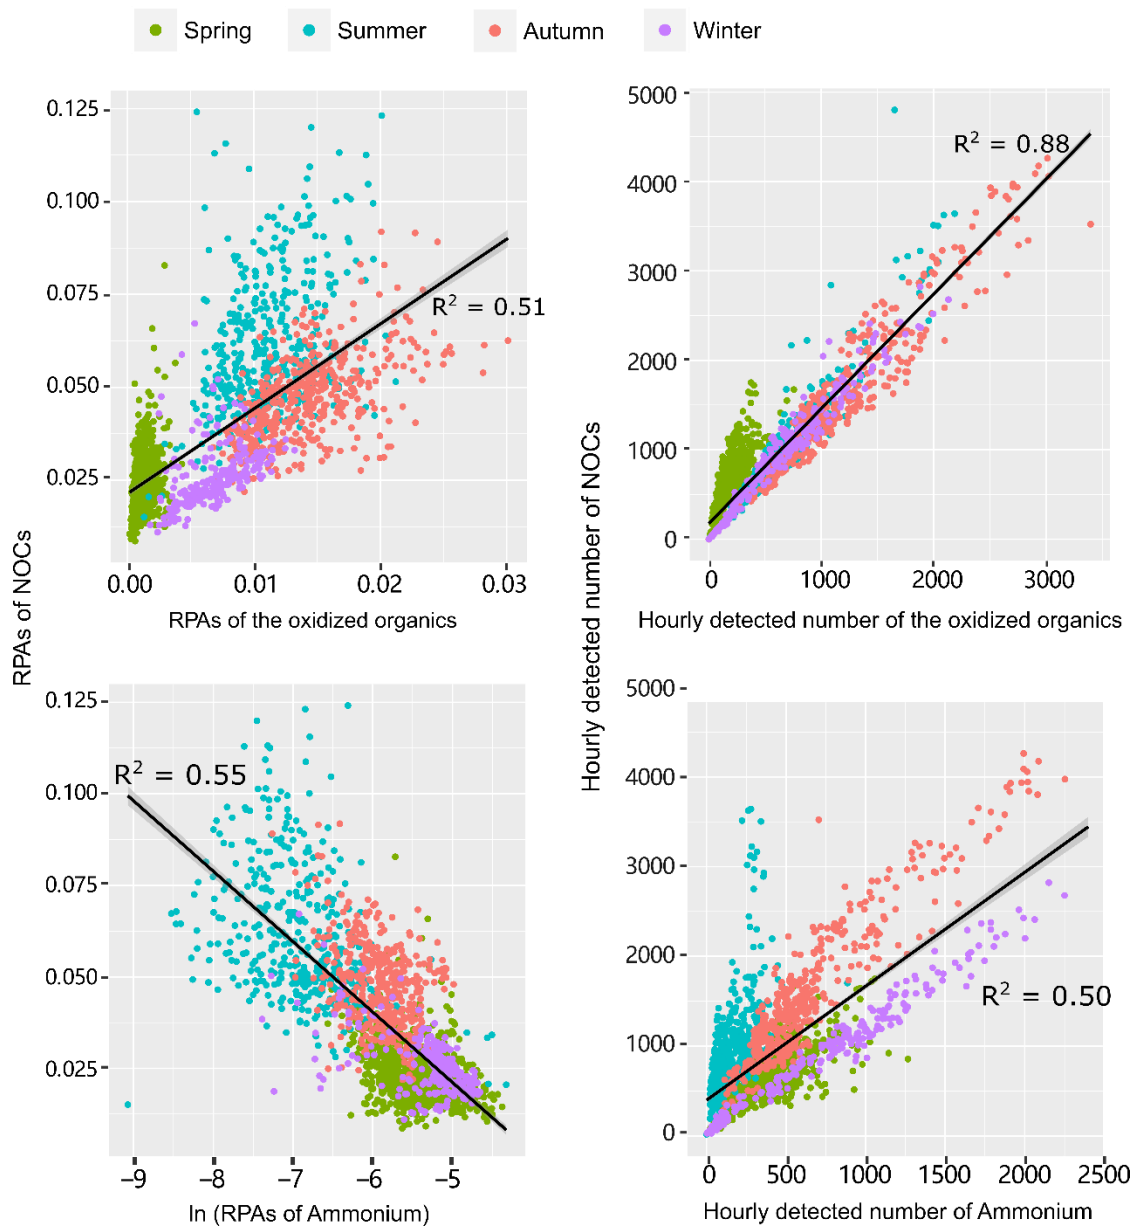 Spring Summer Autumn Winter
RPAs of NOCs
0.125
0.100
0.075
0.050
0.025
R² = 0.51
0.00 0.01 0.02 0.03
RPAs of the oxidized organics
Hourly detected number of NOCs
5000
4000
3000
2000
1000
0
R² = 0.88
0 1000 2000 3000
Hourly detected number of the oxidized organics
0.125
0.100
0.075
0.050
0.025
R² = 0.55
−9 −8 −7 −6 −5
ln (RPAs of Ammonium)
5000
4000
3000
2000
1000
0
R² = 0.50
0 500 1000 1500 2000 2500
Hourly detected number of Ammonium